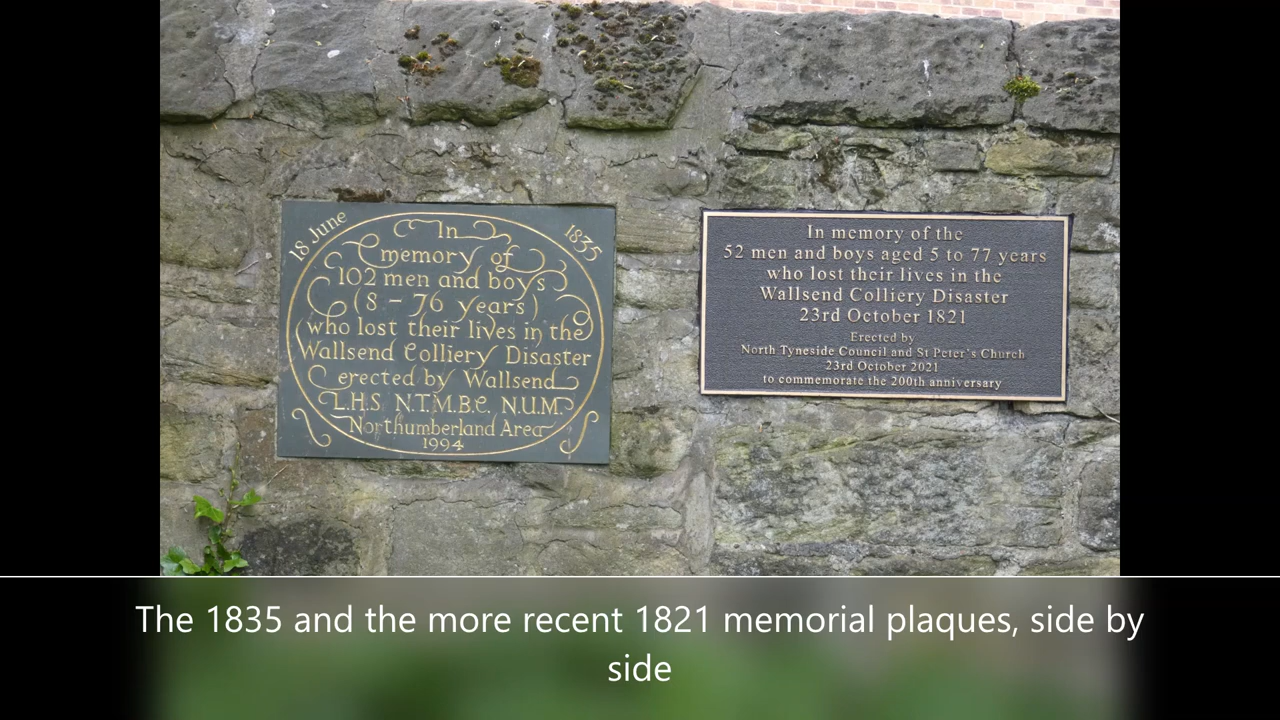 18 June 1835
In
memory of
102 men and boys
(8 - 76 years)
who lost their lives in the
Wallsend Colliery Disaster
erected by Wallsend
L.H.S. N.T.M.B.C. N.U.M.
Northumberland Area
1994
In memory of the
52 men and boys aged 5 to 77 years
who lost their lives in the
Wallsend Colliery Disaster
23rd October 1821
Erected by
North Tyneside Council and St Peter's Church
23rd October 2021
to commemorate the 200th anniversary
The 1835 and the more recent 1821 memorial plaques, side by
side